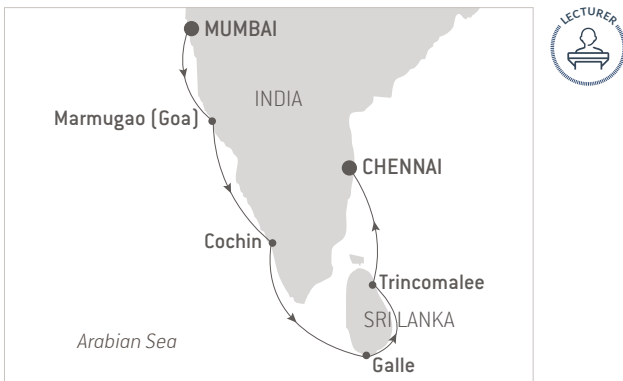 LECTURER
MUMBAI
INDIA
Marmugao (Goa)
CHENNAI
Cochin
Trincomalee
SRI LANKA
Arabian Sea
Galle